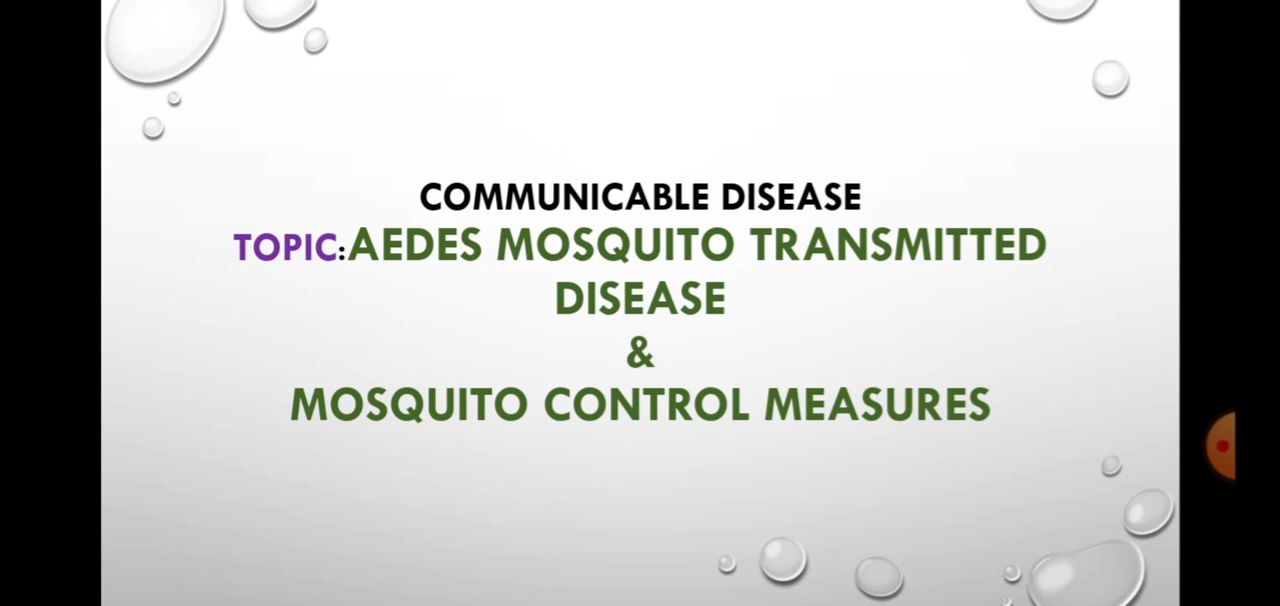 COMMUNICABLE DISEASE
TOPIC:AEDES MOSQUITO TRANSMITTED
DISEASE
&
MOSQUITO CONTROL MEASURES